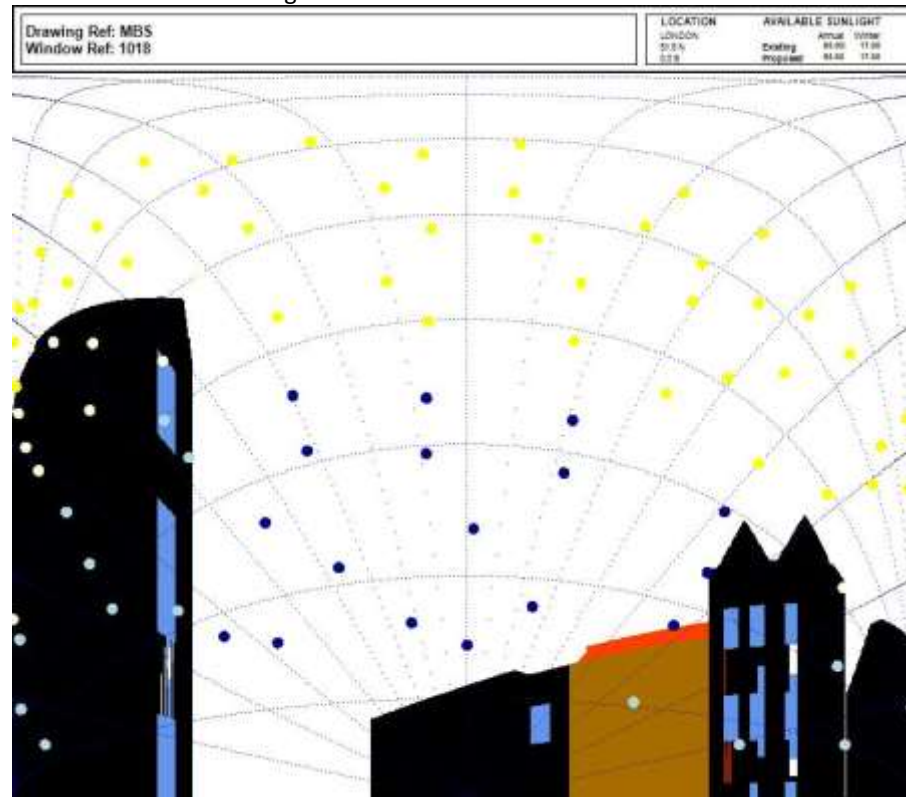 Drawing Ref: MBS
Window Ref: 1018
LOCATION
LONDON
AVAILABLE SUNLIGHT
Annual Winter
Existing
Proposed